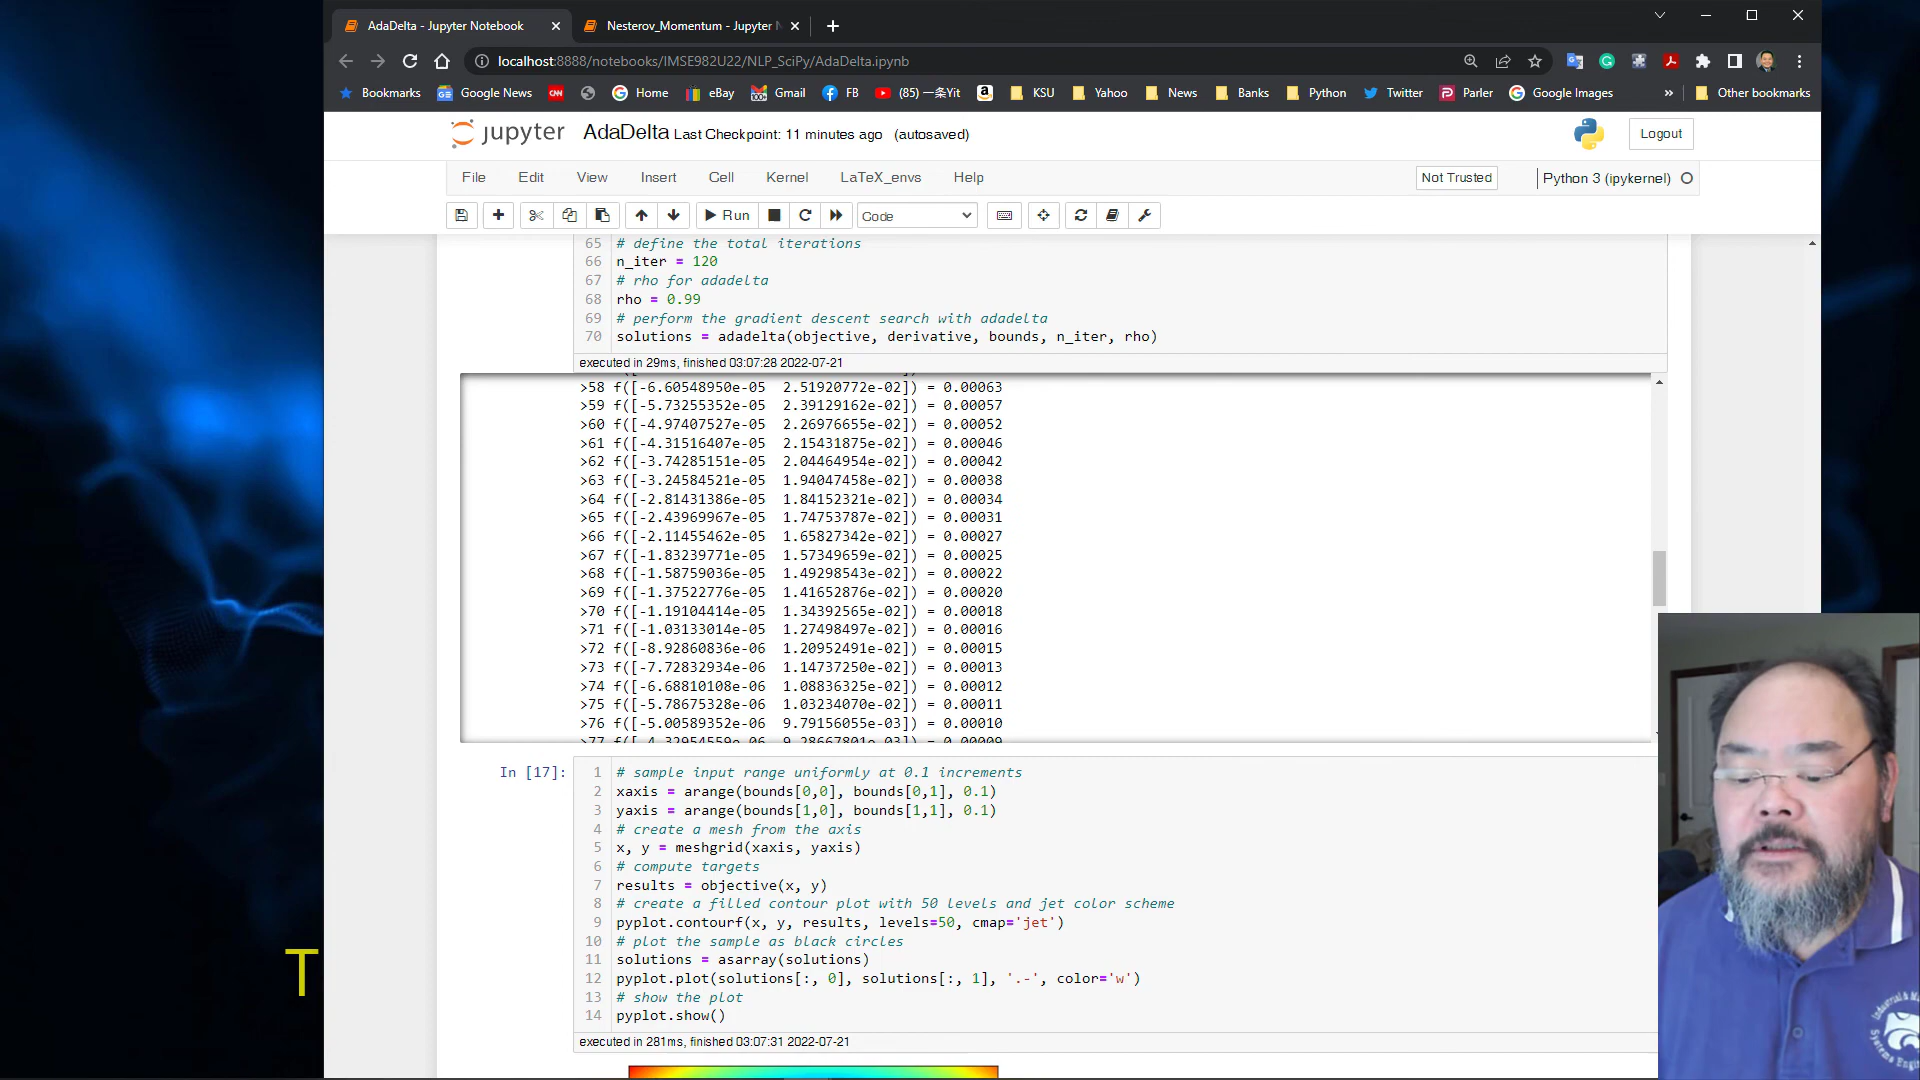 AdaDelta - Jupyter Notebook
Nesterov_Momentum - Jupyter
localhost:8888/notebooks/IMSE982U22/NLP_SciPy/AdaDelta.ipynb
Bookmarks Google News CNN Home eBay Gmail FB (85) 一条Yit KSU Yahoo News Banks Python Twitter Parler Google Images » Other bookmarks
jupyter AdaDelta Last Checkpoint: 11 minutes ago (autosaved) Logout
File Edit View Insert Cell Kernel LaTeX_envs Help Not Trusted Python 3 (ipykernel)
Run Code
65 # define the total iterations
66 n_iter = 120
67 # rho for adadelta
68 rho = 0.99
69 # perform the gradient descent search with adadelta
70 solutions = adadelta(objective, derivative, bounds, n_iter, rho)
executed in 29ms, finished 03:07:28 2022-07-21
>58 f([-6.60548950e-05 2.51920772e-02]) = 0.00063
>59 f([-5.73255352e-05 2.39129162e-02]) = 0.00057
>60 f([-4.97407527e-05 2.26976655e-02]) = 0.00052
>61 f([-4.31516407e-05 2.15431875e-02]) = 0.00046
>62 f([-3.74285151e-05 2.04464954e-02]) = 0.00042
>63 f([-3.24584521e-05 1.94047458e-02]) = 0.00038
>64 f([-2.81431386e-05 1.84152321e-02]) = 0.00034
>65 f([-2.43969967e-05 1.74753787e-02]) = 0.00031
>66 f([-2.11455462e-05 1.65827342e-02]) = 0.00027
>67 f([-1.83239771e-05 1.57349659e-02]) = 0.00025
>68 f([-1.58759036e-05 1.49298543e-02]) = 0.00022
>69 f([-1.37522776e-05 1.41652876e-02]) = 0.00020
>70 f([-1.19104414e-05 1.34392565e-02]) = 0.00018
>71 f([-1.03133014e-05 1.27498497e-02]) = 0.00016
>72 f([-8.92860836e-06 1.20952491e-02]) = 0.00015
>73 f([-7.72832934e-06 1.14737250e-02]) = 0.00013
>74 f([-6.68810108e-06 1.08836325e-02]) = 0.00012
>75 f([-5.78675328e-06 1.03234070e-02]) = 0.00011
>76 f([-5.00589352e-06 9.79156055e-03]) = 0.00010
>77 f([-4.32954559e-06 9.28667801e-03]) = 0.00009
In [17]:
1 # sample input range uniformly at 0.1 increments
2 xaxis = arange(bounds[0,0], bounds[0,1], 0.1)
3 yaxis = arange(bounds[1,0], bounds[1,1], 0.1)
4 # create a mesh from the axis
5 x, y = meshgrid(xaxis, yaxis)
6 # compute targets
7 results = objective(x, y)
8 # create a filled contour plot with 50 levels and jet color scheme
9 pyplot.contourf(x, y, results, levels=50, cmap='jet')
10 # plot the sample as black circles
11 solutions = asarray(solutions)
12 pyplot.plot(solutions[:, 0], solutions[:, 1], '.-', color='w')
13 # show the plot
14 pyplot.show()
executed in 281ms, finished 03:07:31 2022-07-21
T